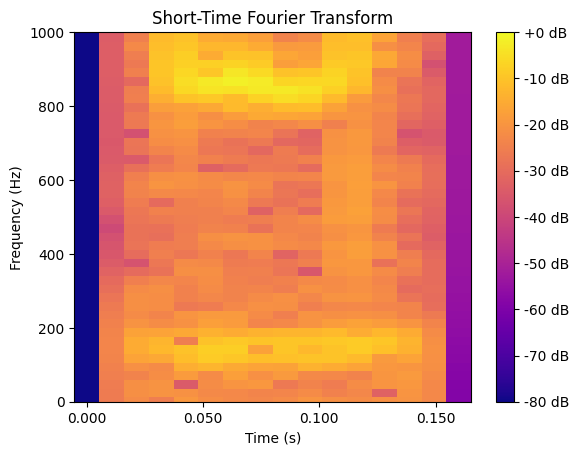 Short-Time Fourier Transform
Frequency (Hz)
1000
800
600
400
200
0
0.000
0.050
0.100
0.150
Time (s)
+0 dB
-10 dB
-20 dB
-30 dB
-40 dB
-50 dB
-60 dB
-70 dB
-80 dB